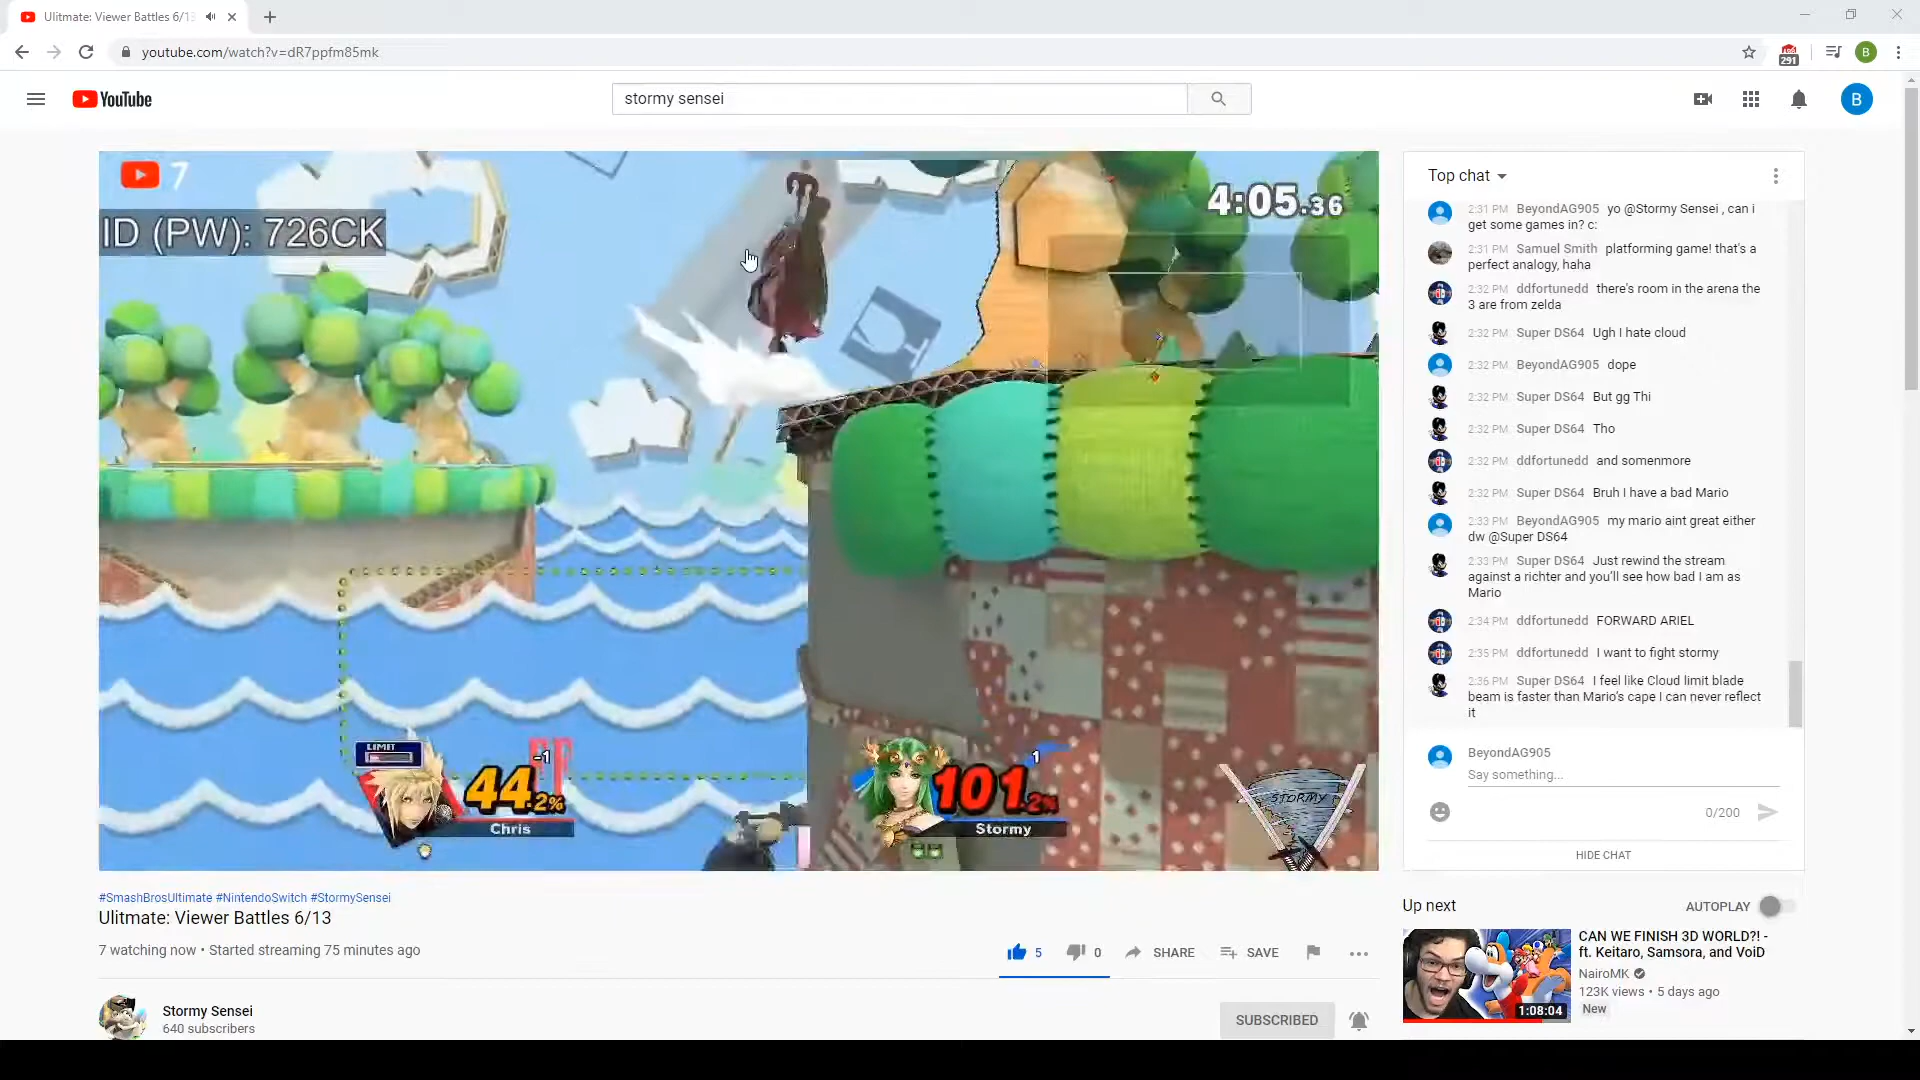 Ulitmate: Viewer Battles 6/13
youtube.com/watch?v=dR7ppfm85mk
291
B
YouTube
stormy sensei
B
7
ID (PW): 726CK
4:05.36
LIMIT
-1
44.2%
Chris
1
101.2%
Stormy
STORMY
Top chat
2:31 PM BeyondAG905 yo @Stormy Sensei , can i
get some games in? c:
2:31 PM Samuel Smith platforming game! that's a
perfect analogy, haha
2:32 PM ddfortunedd there's room in the arena the
3 are from zelda
2:32 PM Super DS64 Ugh I hate cloud
2:32 PM BeyondAG905 dope
2:32 PM Super DS64 But gg Thi
2:32 PM Super DS64 Tho
2:32 PM ddfortunedd and somenmore
2:32 PM Super DS64 Bruh I have a bad Mario
2:33 PM BeyondAG905 my mario aint great either
dw @Super DS64
2:33 PM Super DS64 Just rewind the stream
against a richter and you'll see how bad I am as
Mario
2:34 PM ddfortunedd FORWARD ARIEL
2:35 PM ddfortunedd I want to fight stormy
2:36 PM Super DS64 I feel like Cloud limit blade
beam is faster than Mario's cape I can never reflect
it
BeyondAG905
Say something...
0/200
HIDE CHAT
#SmashBrosUltimate #NintendoSwitch #StormySensei
Ulitmate: Viewer Battles 6/13
7 watching now • Started streaming 75 minutes ago
5 0 SHARE SAVE
Stormy Sensei
640 subscribers
SUBSCRIBED
Up next
AUTOPLAY
CAN WE FINISH 3D WORLD?! -
ft. Keitaro, Samsora, and VoiD
NairoMK
123K views • 5 days ago
New
1:08:04